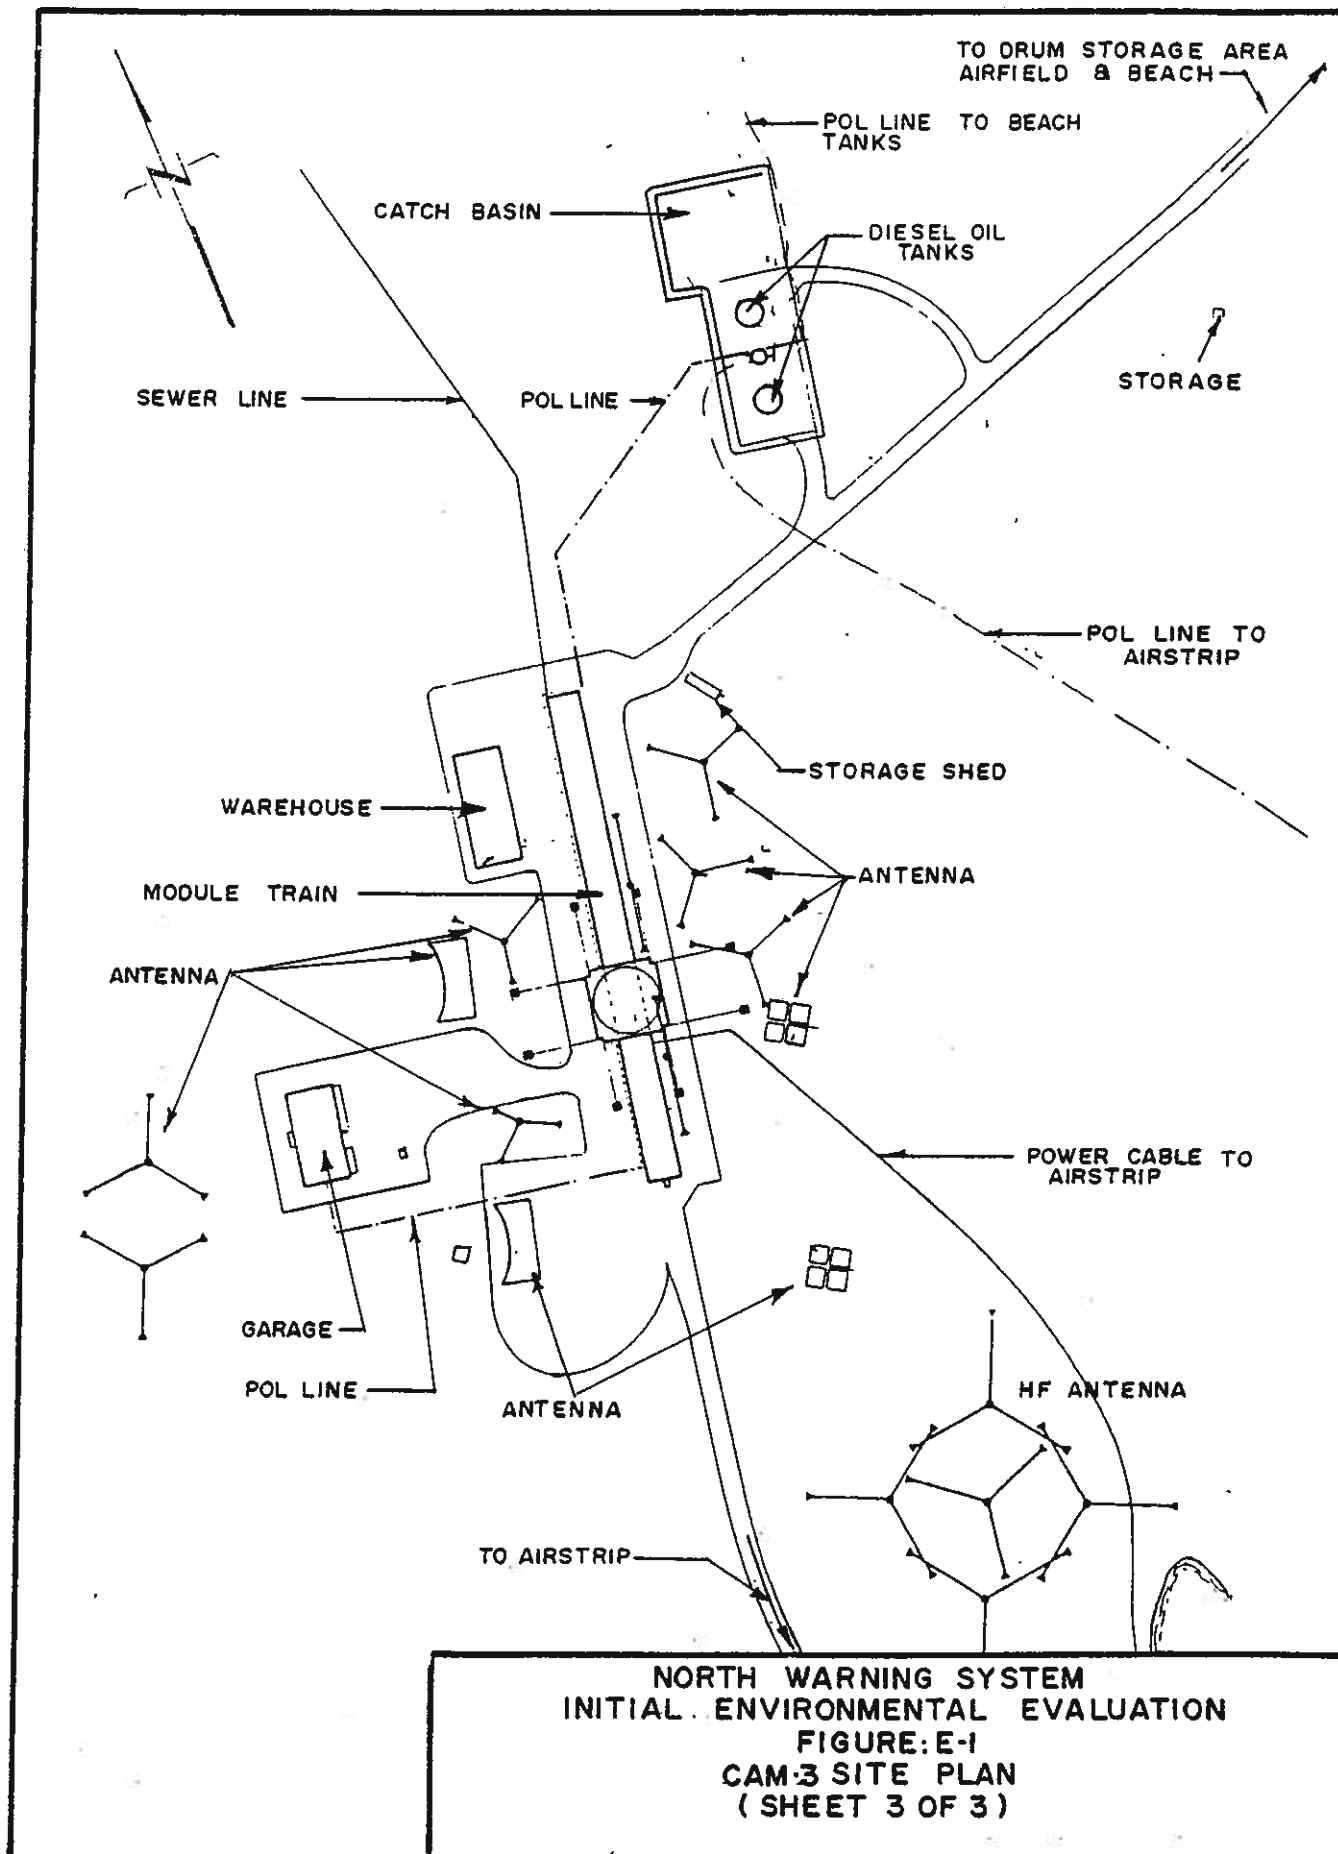 TO DRUM STORAGE AREA
AIRFIELD & BEACH
POL LINE TO BEACH
TANKS
N
CATCH BASIN
DIESEL OIL
TANKS
STORAGE
SEWER LINE
POL LINE
POL LINE TO
AIRSTRIP
STORAGE SHED
WAREHOUSE
ANTENNA
MODULE TRAIN
ANTENNA
POWER CABLE TO
AIRSTRIP
GARAGE
POL LINE
ANTENNA
HF ANTENNA
TO AIRSTRIP
NORTH WARNING SYSTEM
INITIAL. ENVIRONMENTAL EVALUATION
FIGURE: E-1
CAM-3 SITE PLAN
(SHEET 3 OF 3)